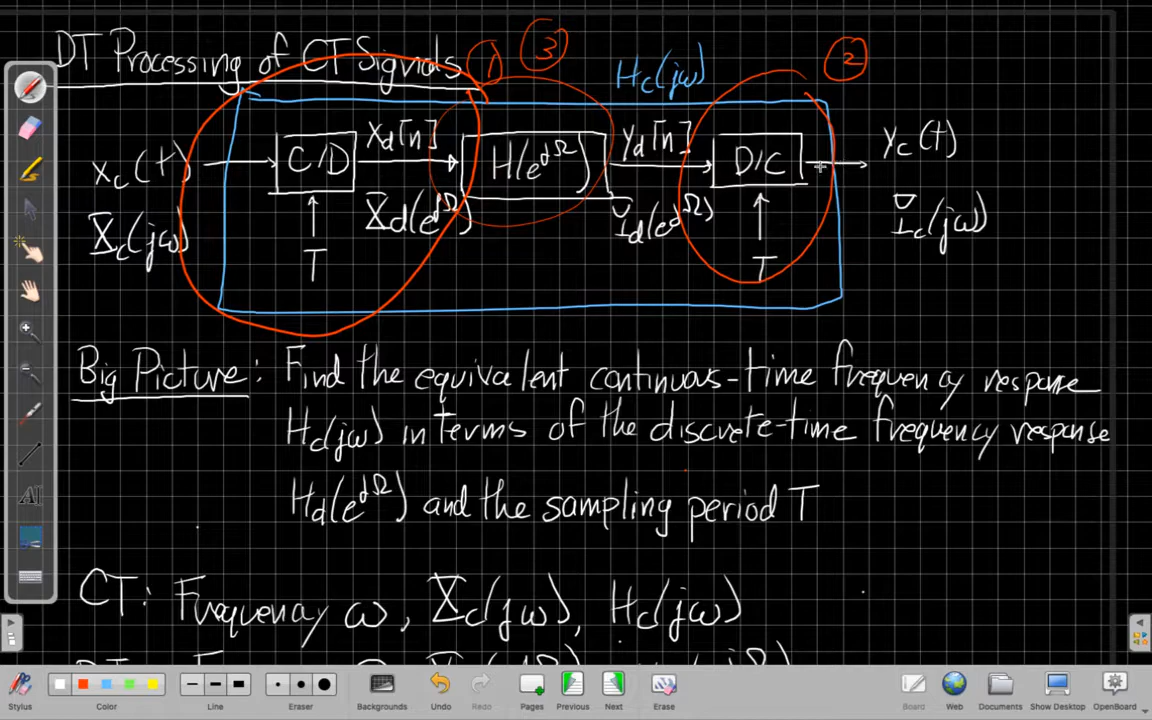 DT Processing of CT Signals
① ③ ②
Hc(jω)
xc(t) C/D xd[n] H(e^jΩ) yd[n] D/C yc(t)
Xc(jω) Xd(e^jΩ) Yd(e^jΩ) Yc(jω)
T T
Big Picture: Find the equivalent continuous-time frequency response
Hc(jω) in terms of the discrete-time frequency response
Hd(e^jΩ) and the sampling period T
CT: Frequency ω, Xc(jω), Hc(jω)
Stylus Color Line Eraser Backgrounds Undo Redo Pages Previous Next Erase Board Web Documents Show Desktop OpenBoard